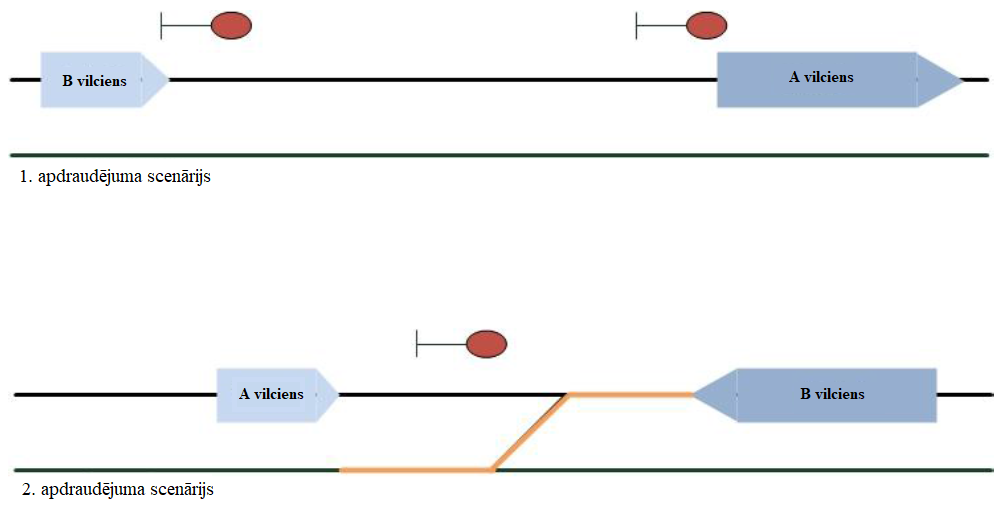 B vilciens
A vilciens
1. apdraudējuma scenārijs
A vilciens
B vilciens
2. apdraudējuma scenārijs